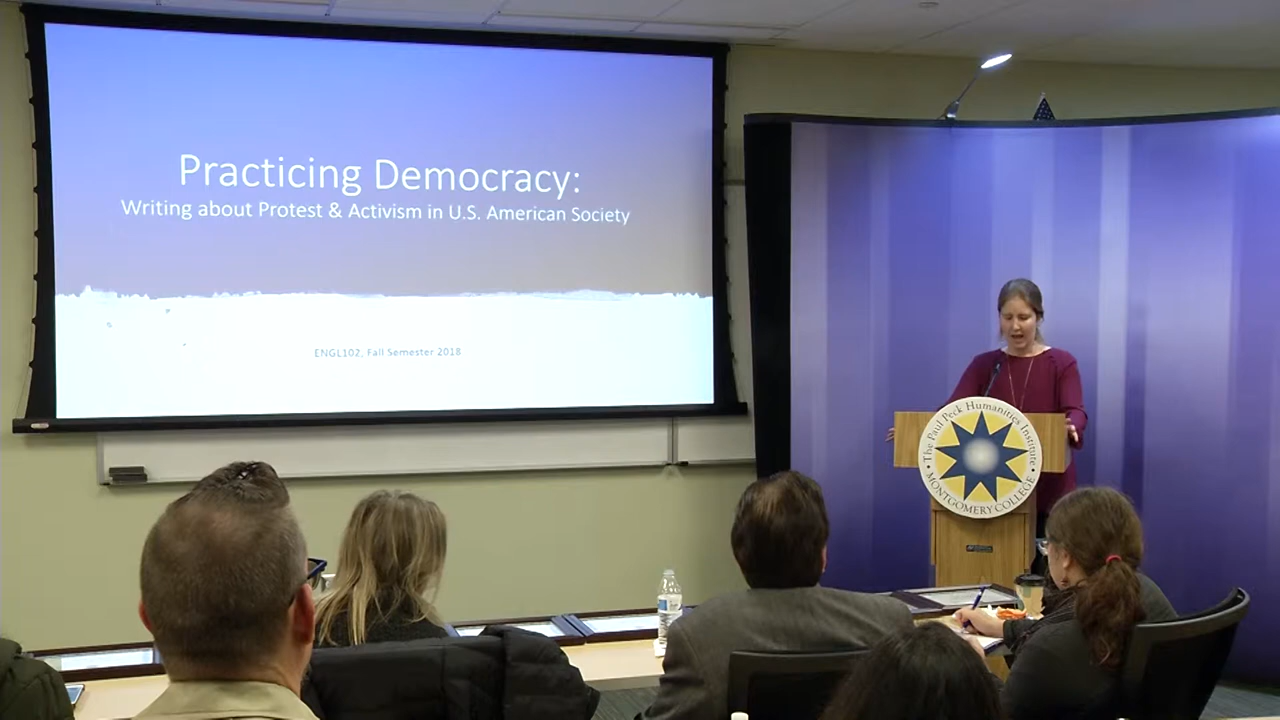 Practicing Democracy:
Writing about Protest & Activism in U.S. American Society
ENGL102, Fall Semester 2018
The Paul Peck Humanities Institute
• MONTGOMERY COLLEGE •